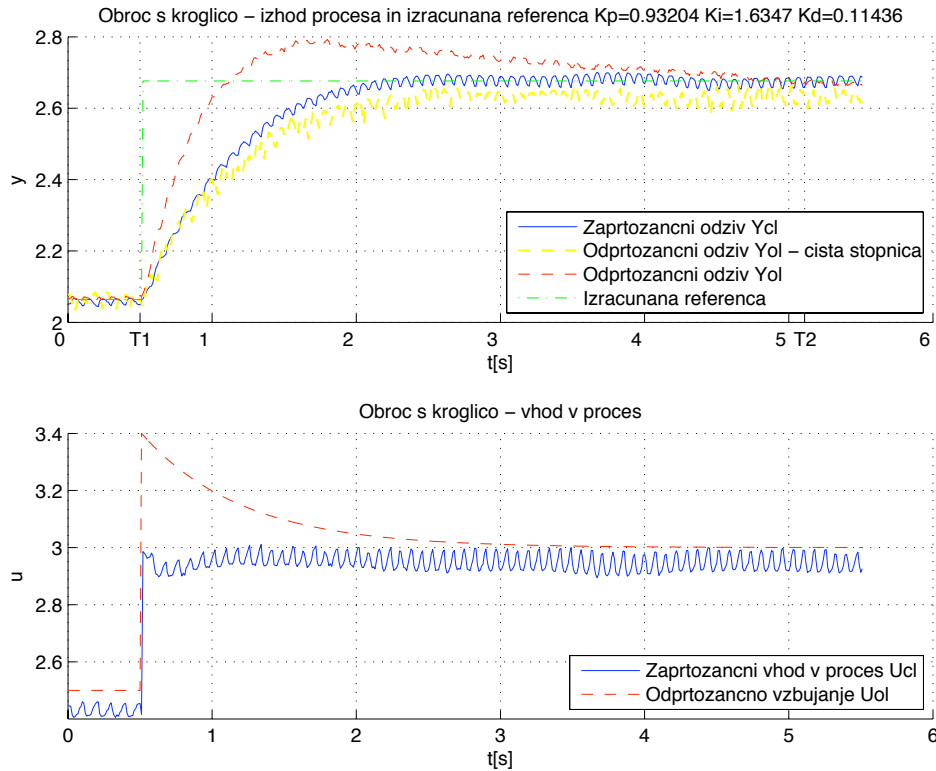 Obroc s kroglico – izhod procesa in izracunana referenca Kp=0.93204 Ki=1.6347 Kd=0.11436
2.8
2.6
2.4
2.2
2
y
Zaprtozancni odziv Ycl
Odprtozancni odziv Yol – cista stopnica
Odprtozancni odziv Yol
Izracunana referenca
0 T1 1 2 3 4 5 T2 6
t[s]
Obroc s kroglico – vhod v proces
3.4
3.2
3
2.8
2.6
u
Zaprtozancni vhod v proces Ucl
Odprtozancno vzbujanje Uol
0 1 2 3 4 5 6
t[s]